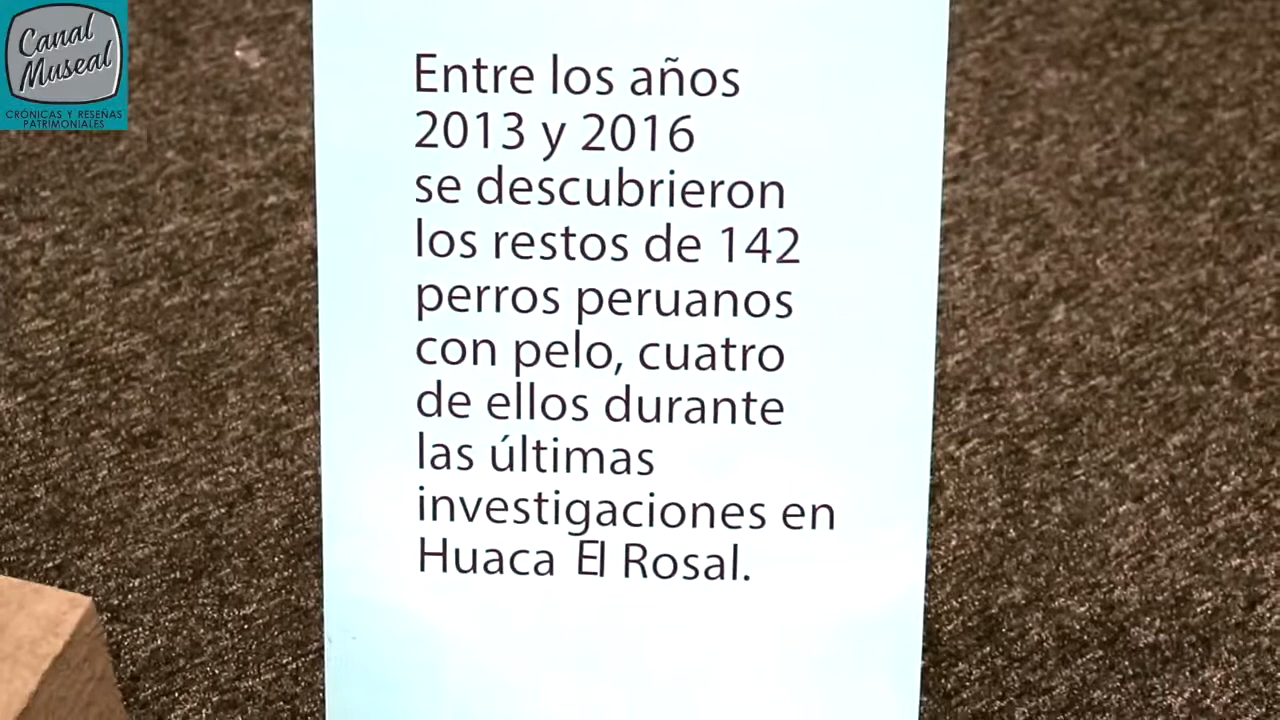 Canal
Museal
CRÓNICAS Y RESEÑAS
PATRIMONIALES
Entre los años
2013 y 2016
se descubrieron
los restos de 142
perros peruanos
con pelo, cuatro
de ellos durante
las últimas
investigaciones en
Huaca El Rosal.